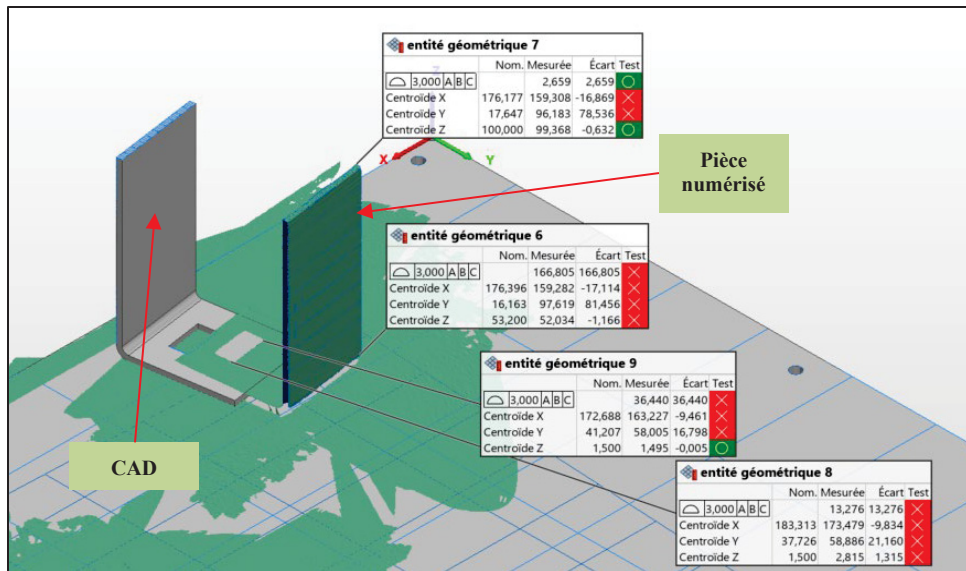 entité géométrique 7
Nom. Mesurée Écart Test
3,000 A B C 2,659 2,659
Centroïde X 176,177 159,308 -16,869
Centroïde Y 17,647 96,183 78,536
Centroïde Z 100,000 99,368 -0,632
Z
X Y
Pièce
numérisé
entité géométrique 6
Nom. Mesurée Écart Test
3,000 A B C 166,805 166,805
Centroïde X 176,396 159,282 -17,114
Centroïde Y 16,163 97,619 81,456
Centroïde Z 53,200 52,034 -1,166
entité géométrique 9
Nom. Mesurée Écart Test
3,000 A B C 36,440 36,440
Centroïde X 172,688 163,227 -9,461
Centroïde Y 41,207 58,005 16,798
Centroïde Z 1,500 1,495 -0,005
CAD
entité géométrique 8
Nom. Mesurée Écart Test
3,000 A B C 13,276 13,276
Centroïde X 183,313 173,479 -9,834
Centroïde Y 37,726 58,886 21,160
Centroïde Z 1,500 2,815 1,315